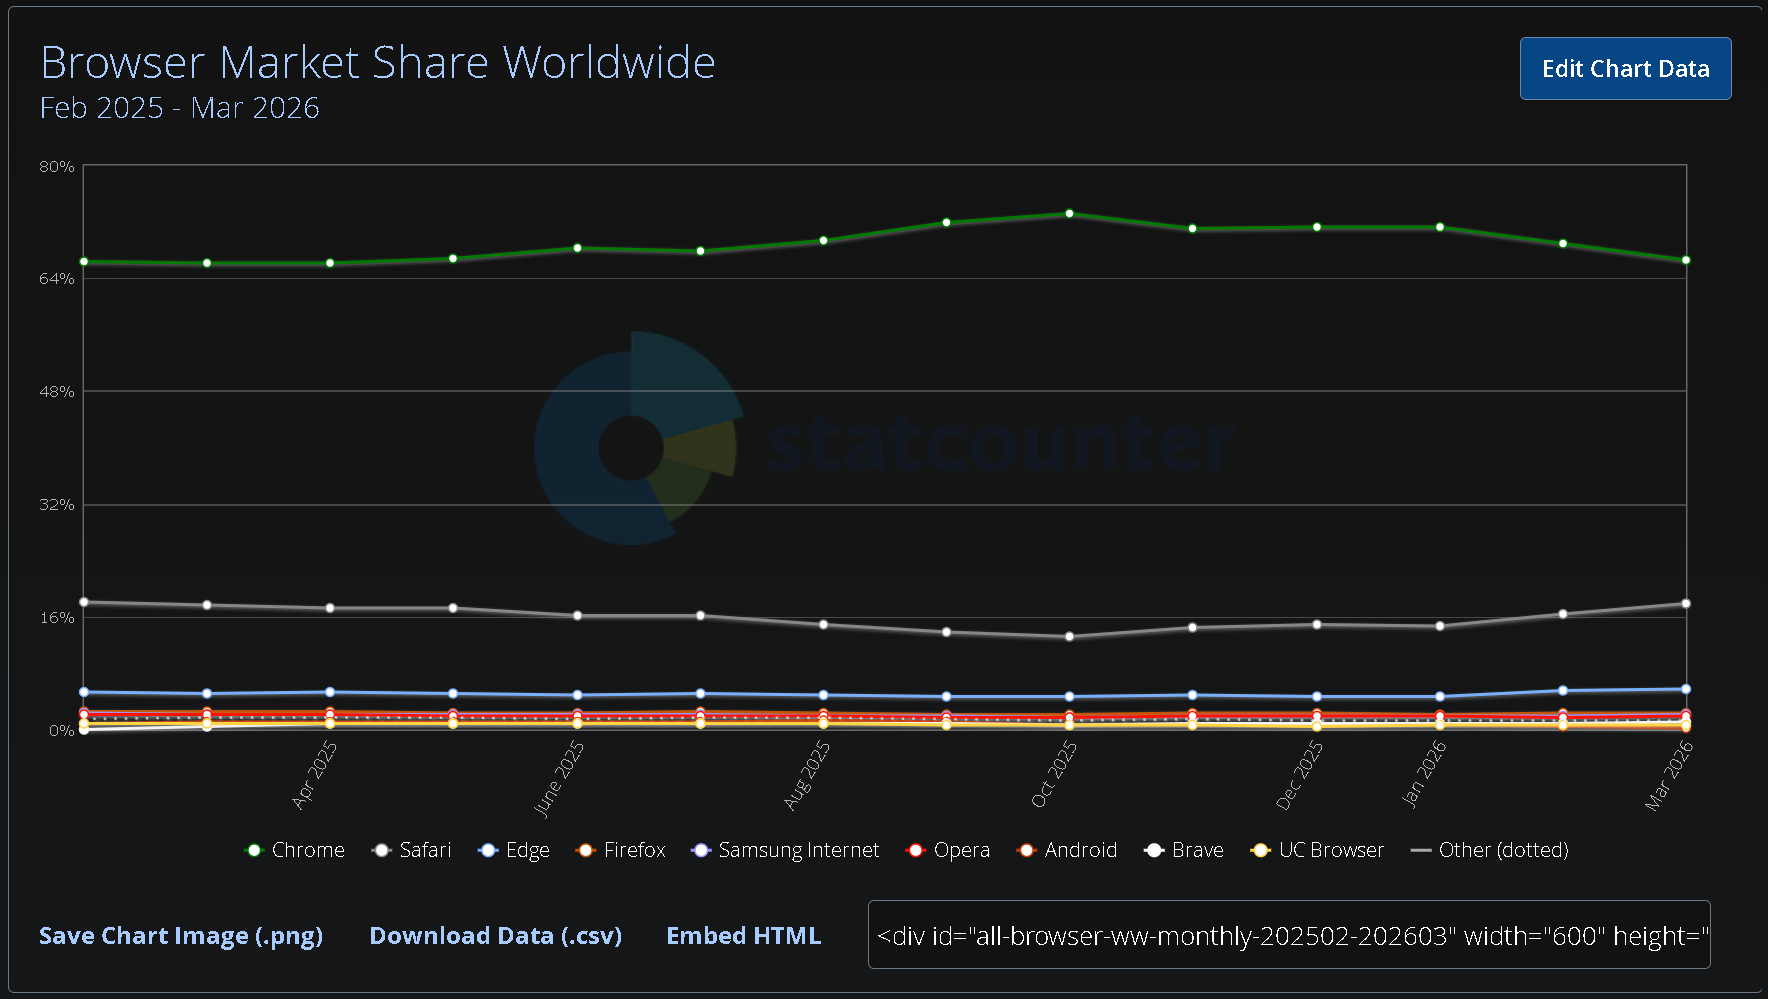 Browser Market Share Worldwide
Feb 2025 - Mar 2026
Edit Chart Data
80%
64%
48%
32%
16%
0%
statcounter
Apr 2025
June 2025
Aug 2025
Oct 2025
Dec 2025
Jan 2026
Mar 2026
Chrome Safari Edge Firefox Samsung Internet Opera Android Brave UC Browser Other (dotted)
Save Chart Image (.png) Download Data (.csv) Embed HTML <div id="all-browser-ww-monthly-202502-202603" width="600" height="